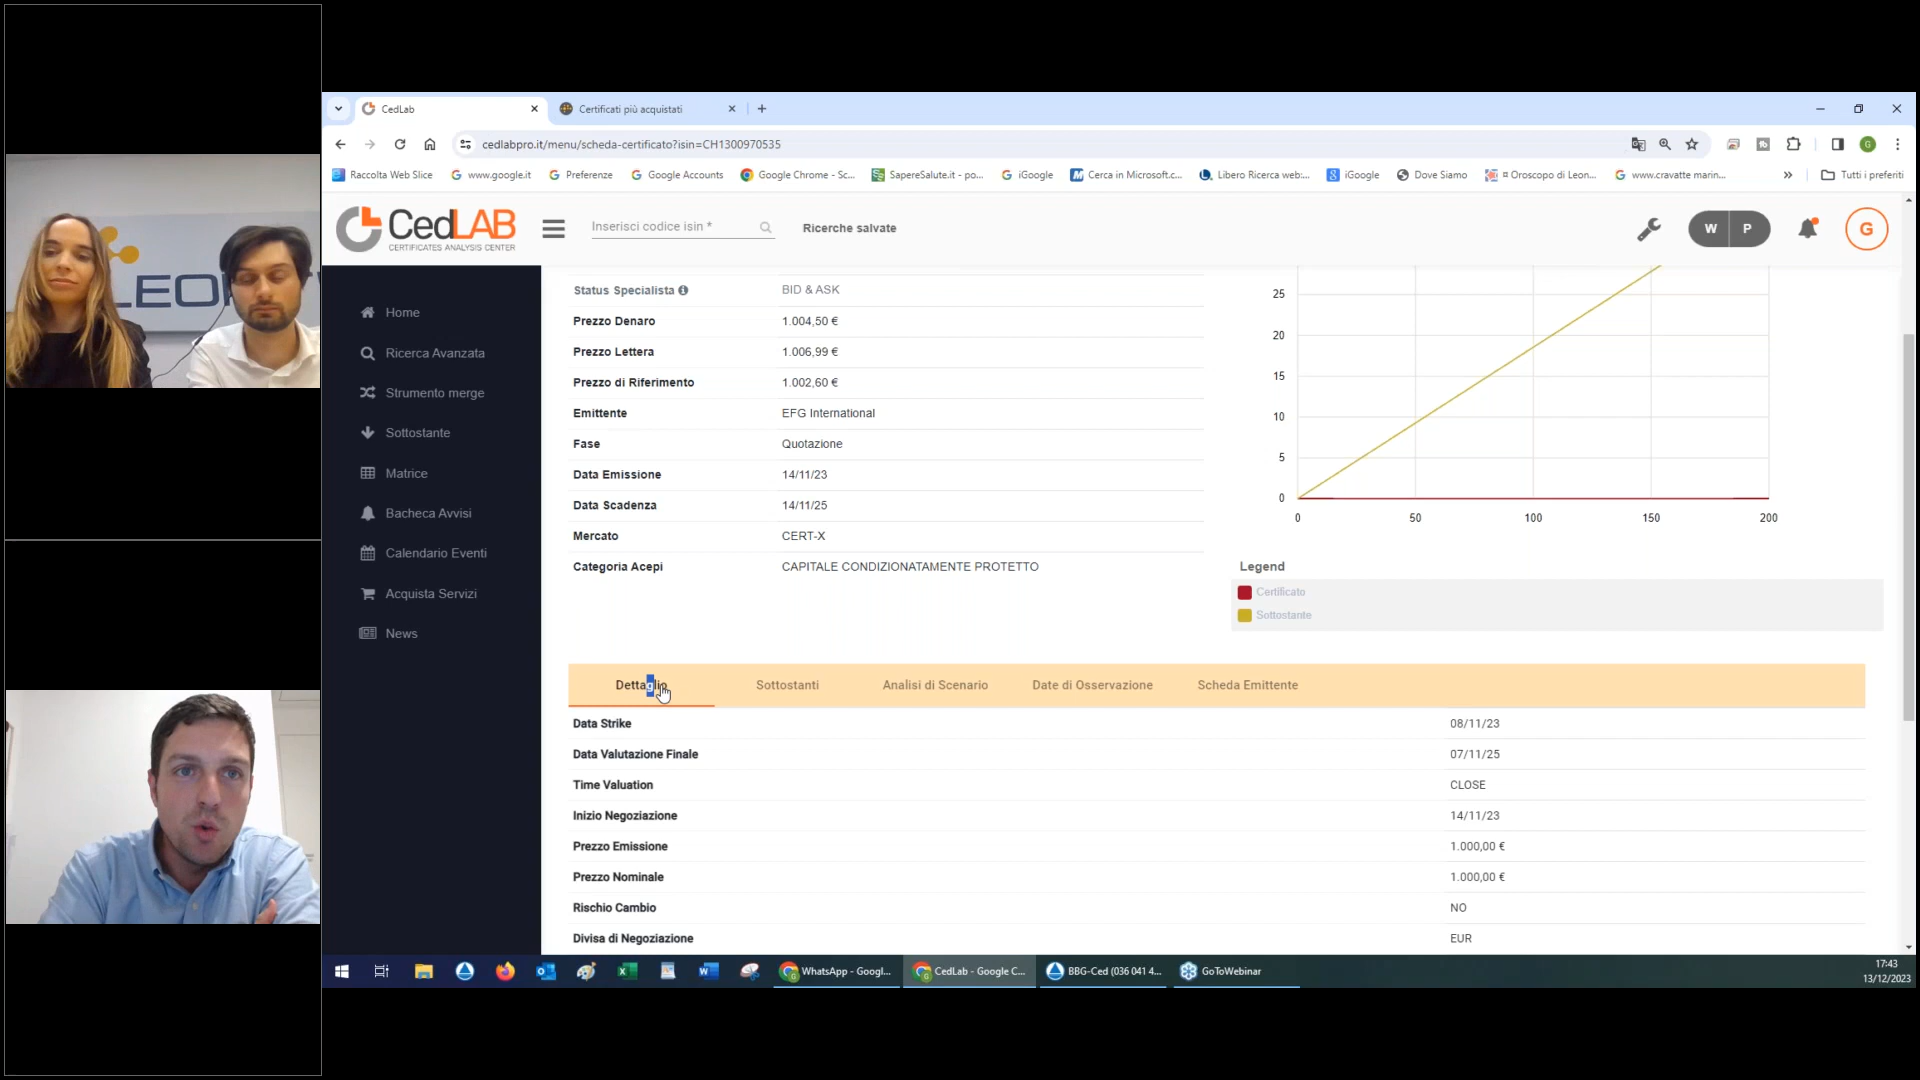 LEON
CedLab
Certificati più acquistati
cedlabpro.it/menu/scheda-certificato?isin=CH1300970535
G
Raccolta Web Slice
www.google.it
Preferenze
Google Accounts
Google Chrome - Sc...
SapereSalute.it - po...
iGoogle
Cerca in Microsoft.c...
Libero Ricerca web:...
iGoogle
Dove Siamo
¤ Oroscopo di Leon...
www.cravatte marin...
»
Tutti i preferiti
CedLAB
CERTIFICATES ANALYSIS CENTER
Inserisci codice isin *
Ricerche salvate
W P
G
Home
Ricerca Avanzata
Strumento merge
Sottostante
Matrice
Bacheca Avvisi
Calendario Eventi
Acquista Servizi
News
Status Specialista BID & ASK
Prezzo Denaro 1.004,50 €
Prezzo Lettera 1.006,99 €
Prezzo di Riferimento 1.002,60 €
Emittente EFG International
Fase Quotazione
Data Emissione 14/11/23
Data Scadenza 14/11/25
Mercato CERT-X
Categoria Acepi CAPITALE CONDIZIONATAMENTE PROTETTO
25
20
15
10
5
0
0 50 100 150 200
Legend
Certificato
Sottostante
Dettaglio Sottostanti Analisi di Scenario Date di Osservazione Scheda Emittente
Data Strike 08/11/23
Data Valutazione Finale 07/11/25
Time Valuation CLOSE
Inizio Negoziazione 14/11/23
Prezzo Emissione 1.000,00 €
Prezzo Nominale 1.000,00 €
Rischio Cambio NO
Divisa di Negoziazione EUR
WhatsApp - Googl...
CedLab - Google C...
BBG-Ced (036 041 4...
GoToWebinar
17:43
13/12/2023